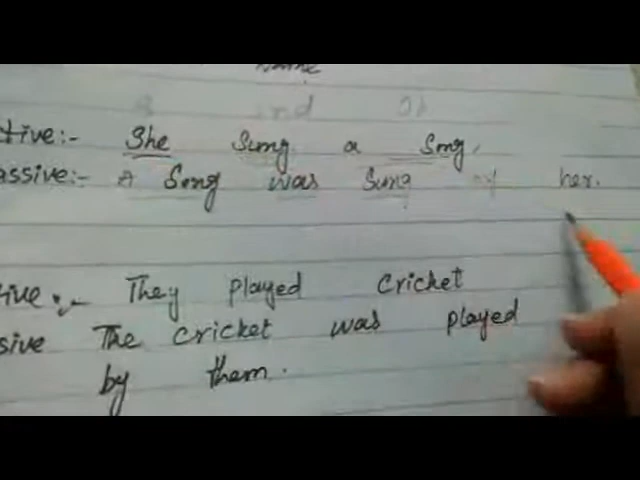 tive:- She Sung a Song.
assive:- A Song was Sung by her.
tive:- They played Cricket
sive The cricket was played
by them.